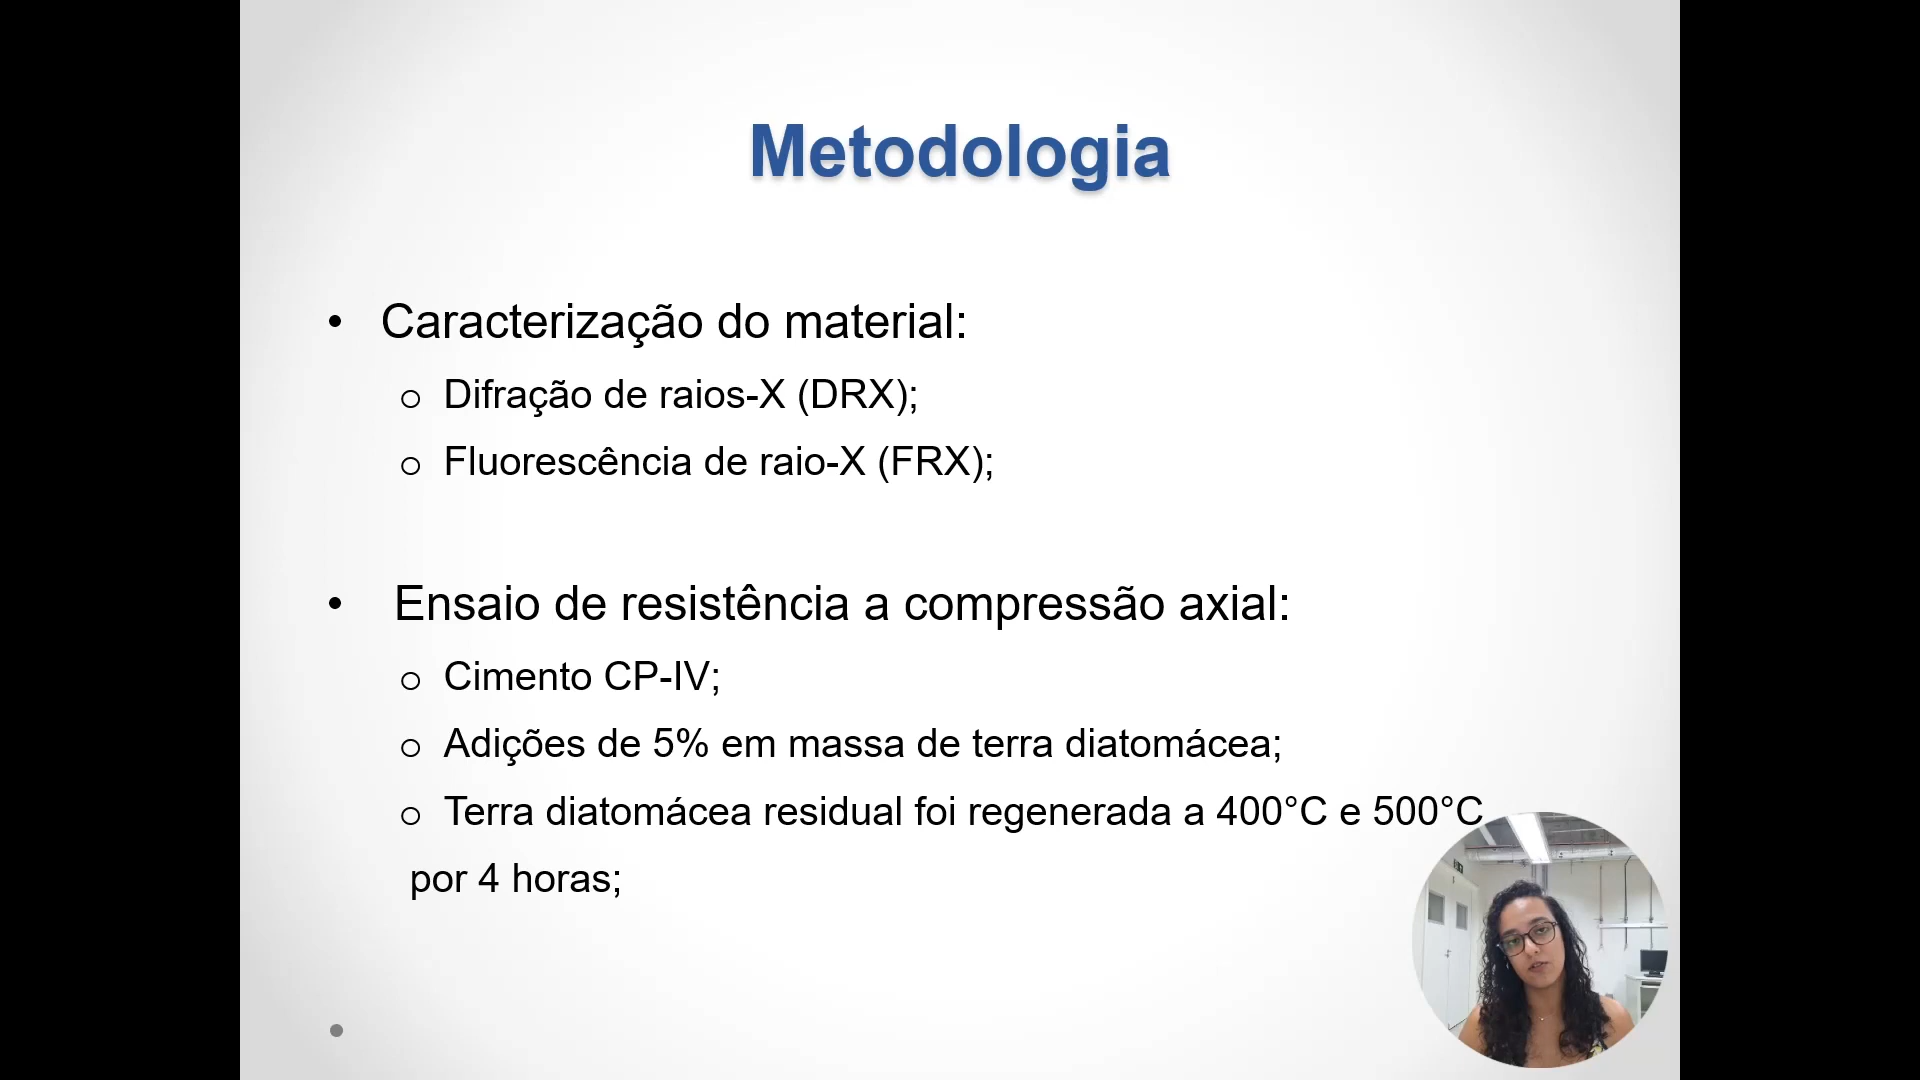 Metodologia
• Caracterização do material:
o Difração de raios-X (DRX);
o Fluorescência de raio-X (FRX);
• Ensaio de resistência a compressão axial:
o Cimento CP-IV;
o Adições de 5% em massa de terra diatomácea;
o Terra diatomácea residual foi regenerada a 400°C e 500°C
por 4 horas;